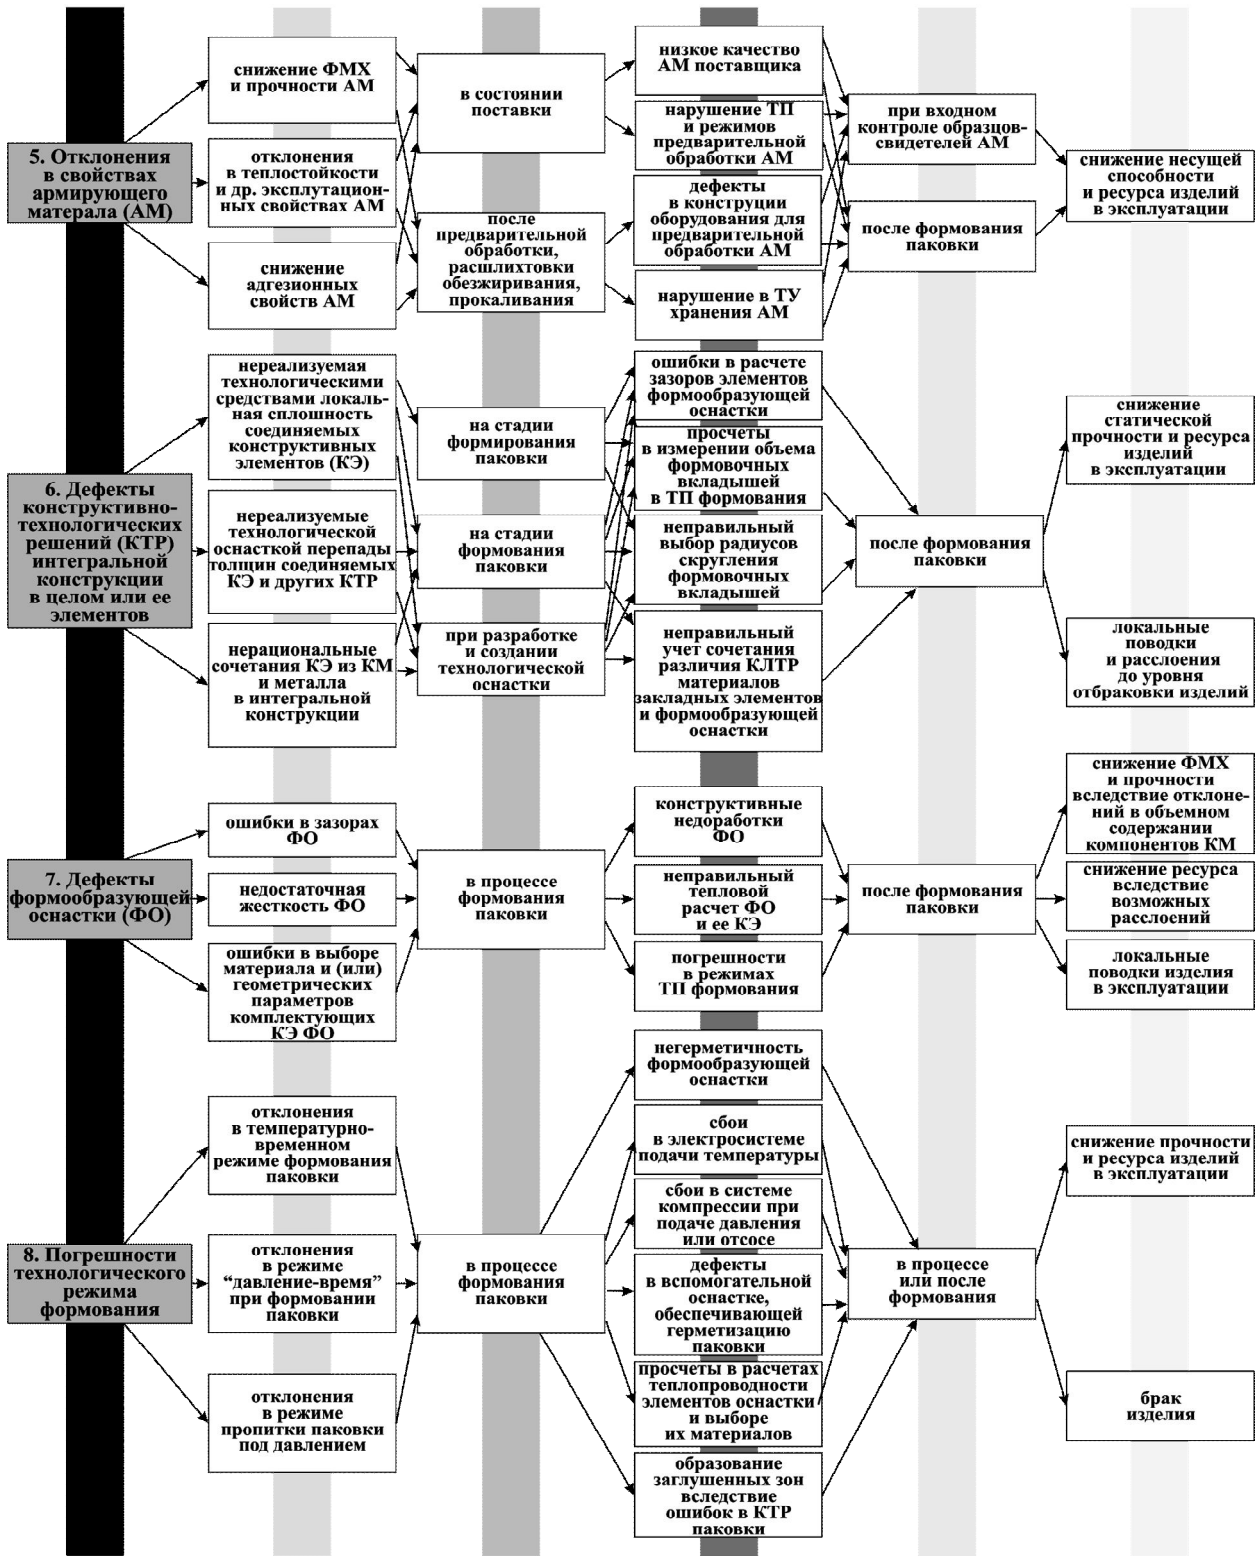 5. Отклонения
в свойствах
армирующего
матерала (АМ)
снижение ФМХ
и прочности АМ
отклонения
в теплостойкости
и др. эксплутацион-
ных свойствах АМ
снижение
адгезионных
свойств АМ
в состоянии
поставки
после
предварительной
обработки,
расшлихтовки
обезжиривания,
прокаливания
низкое качество
АМ поставщика
нарушение ТП
и режимов
предварительной
обработки АМ
дефекты
в конструции
оборудования для
предварительной
обработки АМ
нарушение в ТУ
хранения АМ
при входном
контроле образцов-
свидетелей АМ
после формования
паковки
снижение несущей
способности
и ресурса изделий
в эксплуатации
6. Дефекты
конструктивно-
технологических
решений (КТР)
интегральной
конструкции
в целом или ее
элементов
нереализуемая
технологическими
средствами локаль-
ная сплошность
соединяемых
конструктивных
элементов (КЭ)
нереализуемые
технологической
оснасткой перепады
толщин соединяемых
КЭ и других КТР
нерациональные
сочетания КЭ из КМ
и металла
в интегральной
конструкции
на стадии
формирования
паковки
на стадии
формования
паковки
при разработке
и создании
технологической
оснастки
ошибки в расчете
зазоров элементов
формообразующей
оснастки
просчеты
в измерении объема
формовочных
вкладышей
в ТП формования
неправильный
выбор радиусов
скругления
формовочных
вкладышей
неправильный
учет сочетания
различия КЛТР
материалов
закладных элементов
и формообразующей
оснастки
после формования
паковки
снижение
статической
прочности и ресурса
изделий
в эксплуатации
локальные
поводки
и расслоения
до уровня
отбраковки изделий
7. Дефекты
формообразующей
оснастки (ФО)
ошибки в зазорах
ФО
недостаточная
жесткость ФО
ошибки в выборе
материала и (или)
геометрических
параметров
комплектующих
КЭ ФО
в процессе
формования
паковки
конструктивные
недоработки
ФО
неправильный
тепловой
расчет ФО
и ее КЭ
погрешности
в режимах
ТП формования
после формования
паковки
снижение ФМХ
и прочности
вследствие отклоне-
ний в объемном
содержании
компонентов КМ
снижение ресурса
вследствие
возможных
расслоений
локальные
поводки изделия
в эксплуатации
8. Погрешности
технологического
режима
формования
отклонения
в температурно-
временном
режиме формования
паковки
отклонения
в режиме
“давление-время”
при формовании
паковки
отклонения
в режиме
пропитки паковки
под давлением
в процессе
формования
паковки
негерметичность
формообразующей
оснастки
сбои
в электросистеме
подачи температуры
сбои в системе
компрессии при
подаче давления
или отсосе
дефекты
в вспомогательной
оснастке,
обеспечивающей
герметизацию
паковки
просчеты в расчетах
теплопроводности
элементов оснастки
и выборе
их материалов
образование
заглушенных зон
вследствие
ошибок в КТР
паковки
в процессе
или после
формования
снижение прочности
и ресурса изделий
в эксплуатации
брак
изделия